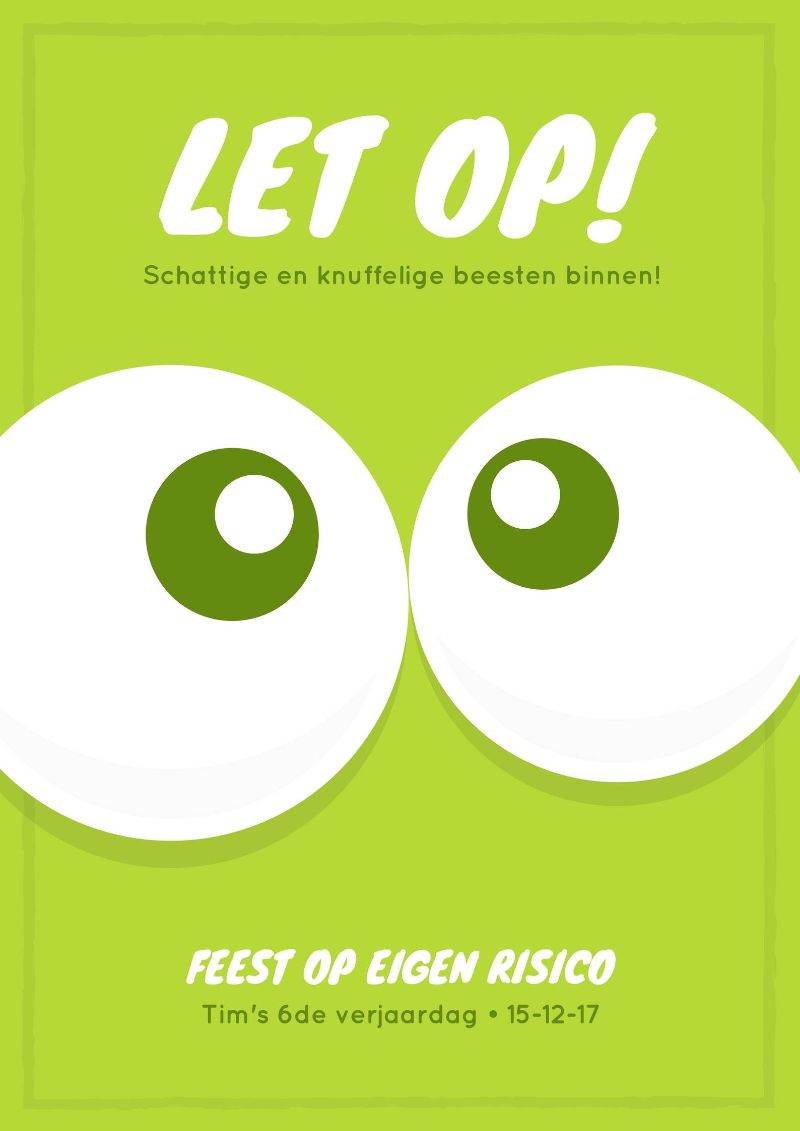 LET OP!
Schattige en knuffelige beesten binnen!
FEEST OP EIGEN RISICO
Tim's 6de verjaardag • 15-12-17